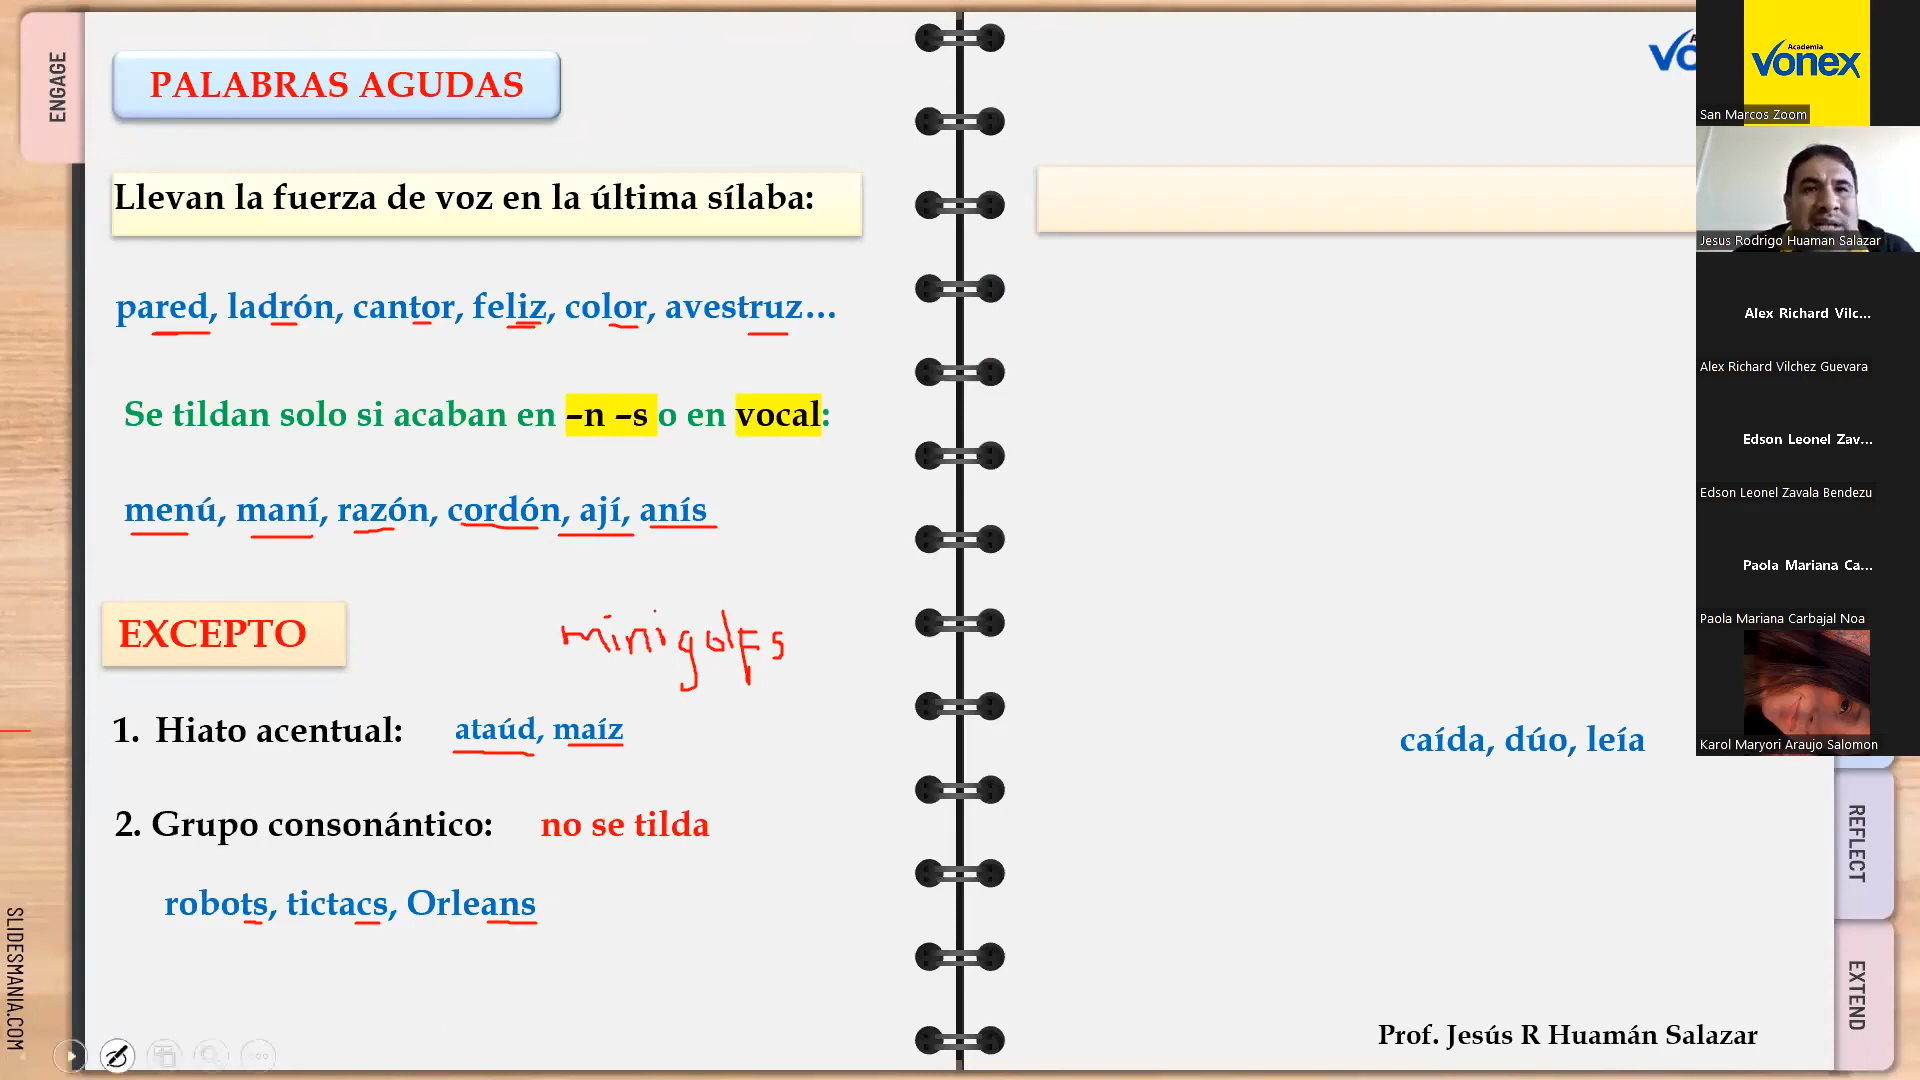 ENGAGE
PALABRAS AGUDAS
Llevan la fuerza de voz en la última sílaba:
pared, ladrón, cantor, feliz, color, avestruz...
Se tildan solo si acaban en –n –s o en vocal:
menú, maní, razón, cordón, ají, anís
EXCEPTO
minigolfs
1. Hiato acentual: ataúd, maíz
2. Grupo consonántico: no se tilda
robots, tictacs, Orleans
SLIDESMANIA.COM
caída, dúo, leía
REFLECT
EXTEND
Prof. Jesús R Huamán Salazar
Academia
vonex
San Marcos Zoom
Jesus Rodrigo Huaman Salazar
Alex Richard Vilc...
Alex Richard Vilchez Guevara
Edson Leonel Zav...
Edson Leonel Zavala Bendezu
Paola Mariana Ca...
Paola Mariana Carbajal Noa
Karol Maryori Araujo Salomon